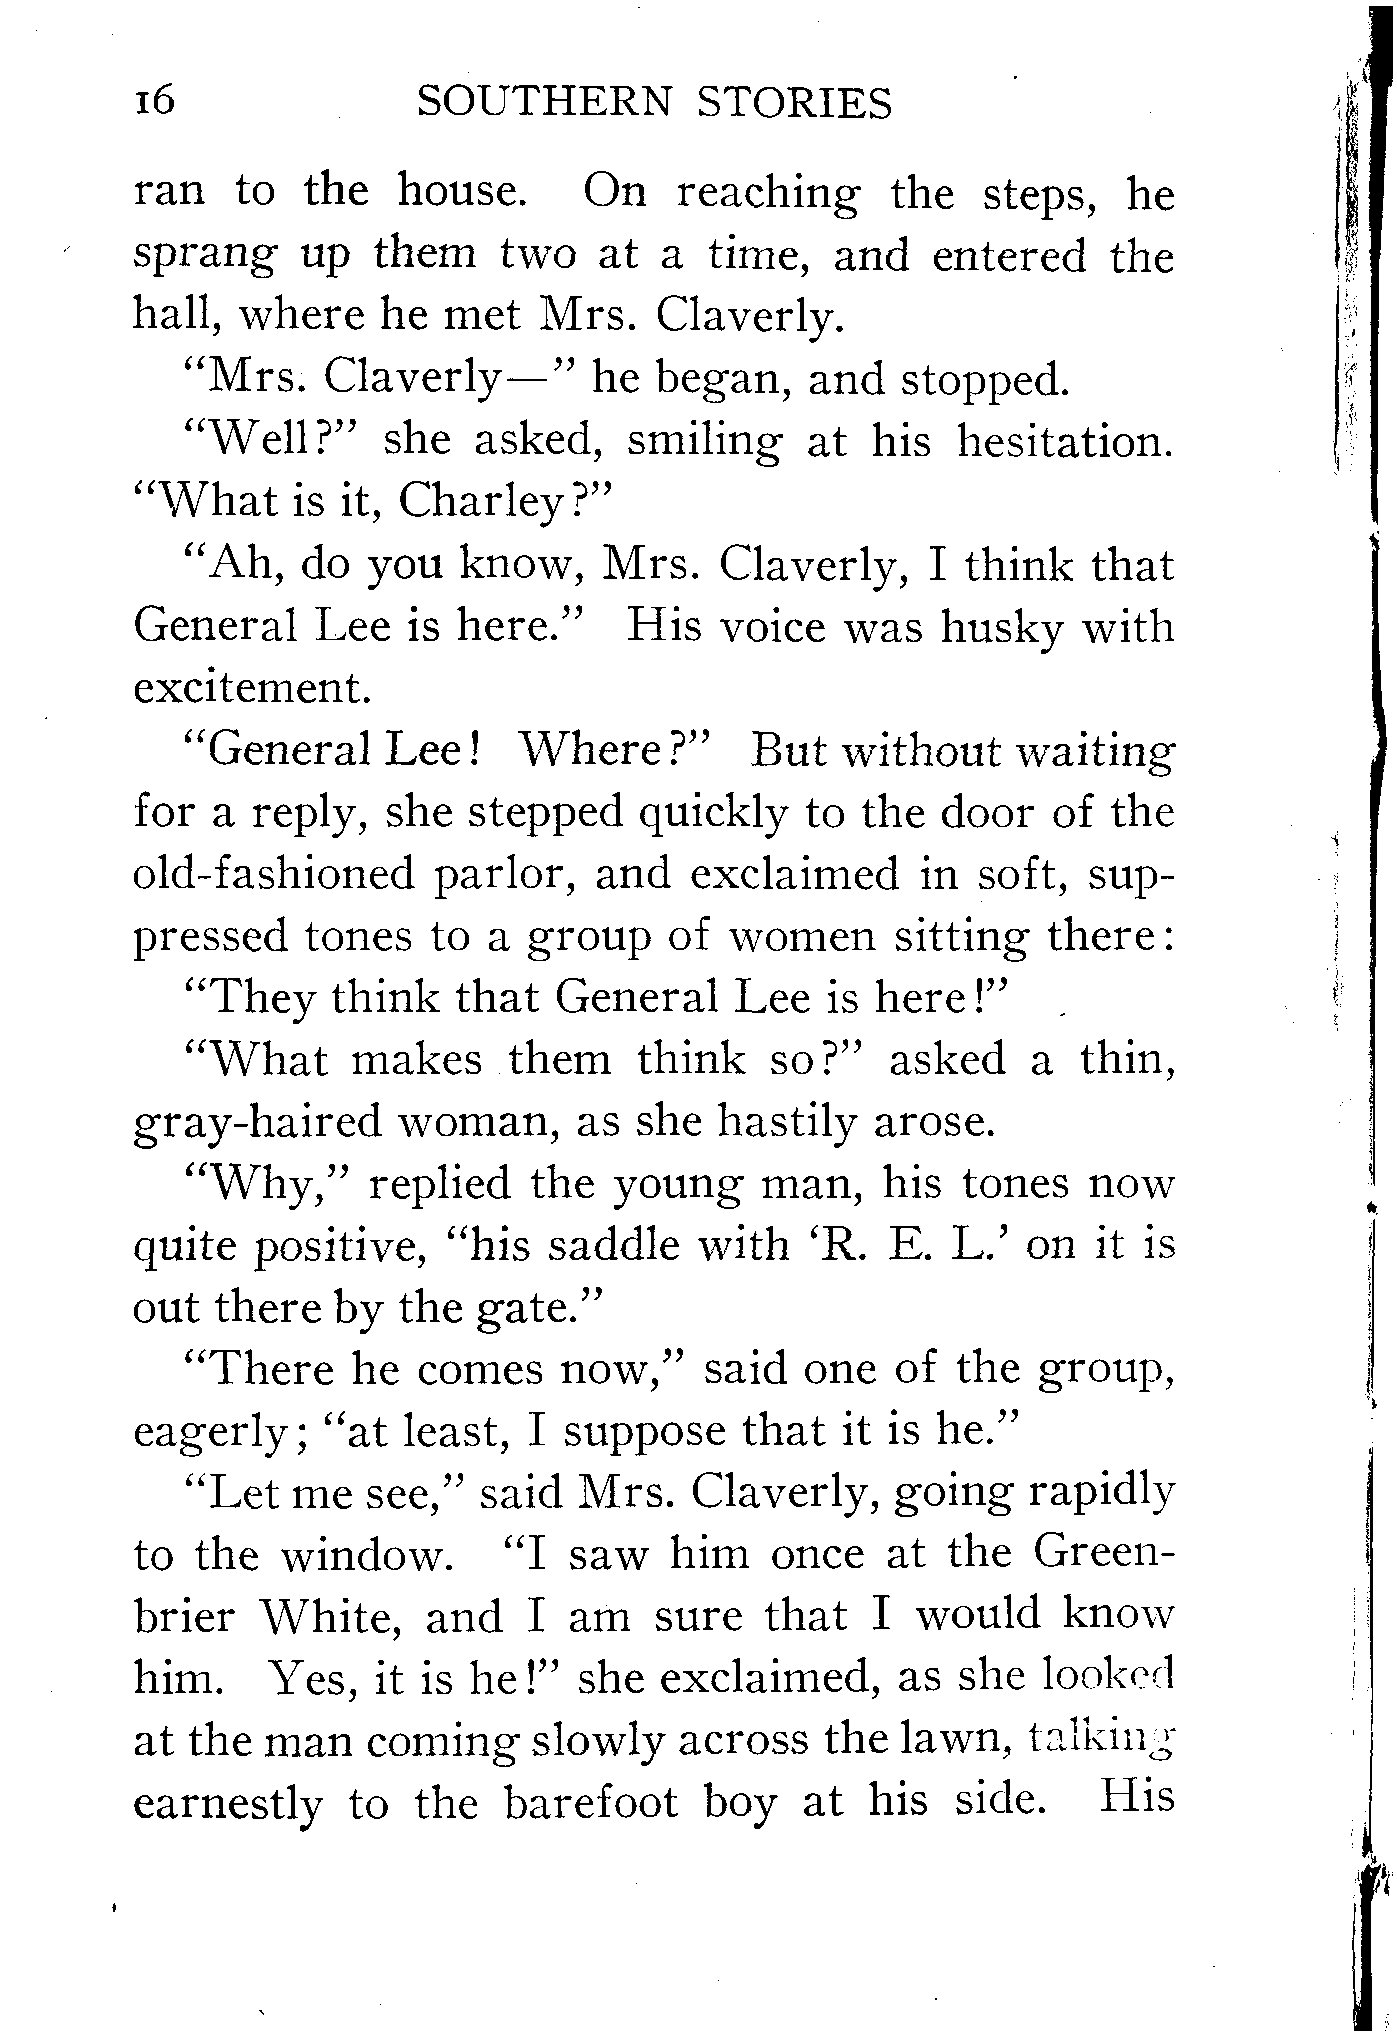 16 SOUTHERN STORIES
ran to the house. On reaching the steps, he
sprang up them two at a time, and entered the
hall, where he met Mrs. Claverly.
“Mrs. Claverly—” he began, and stopped.
“Well?” she asked, smiling at his hesitation.
“What is it, Charley?”
“Ah, do you know, Mrs. Claverly, I think that
General Lee is here.” His voice was husky with
excitement.
“General Lee! Where?” But without waiting
for a reply, she stepped quickly to the door of the
old-fashioned parlor, and exclaimed in soft, sup-
pressed tones to a group of women sitting there:
“They think that General Lee is here!”
“What makes them think so?” asked a thin,
gray-haired woman, as she hastily arose.
“Why,” replied the young man, his tones now
quite positive, “his saddle with ‘R. E. L.’ on it is
out there by the gate.”
“There he comes now,” said one of the group,
eagerly; “at least, I suppose that it is he.”
“Let me see,” said Mrs. Claverly, going rapidly
to the window. “I saw him once at the Green-
brier White, and I am sure that I would know
him. Yes, it is he!” she exclaimed, as she looked
at the man coming slowly across the lawn, talking
earnestly to the barefoot boy at his side. His